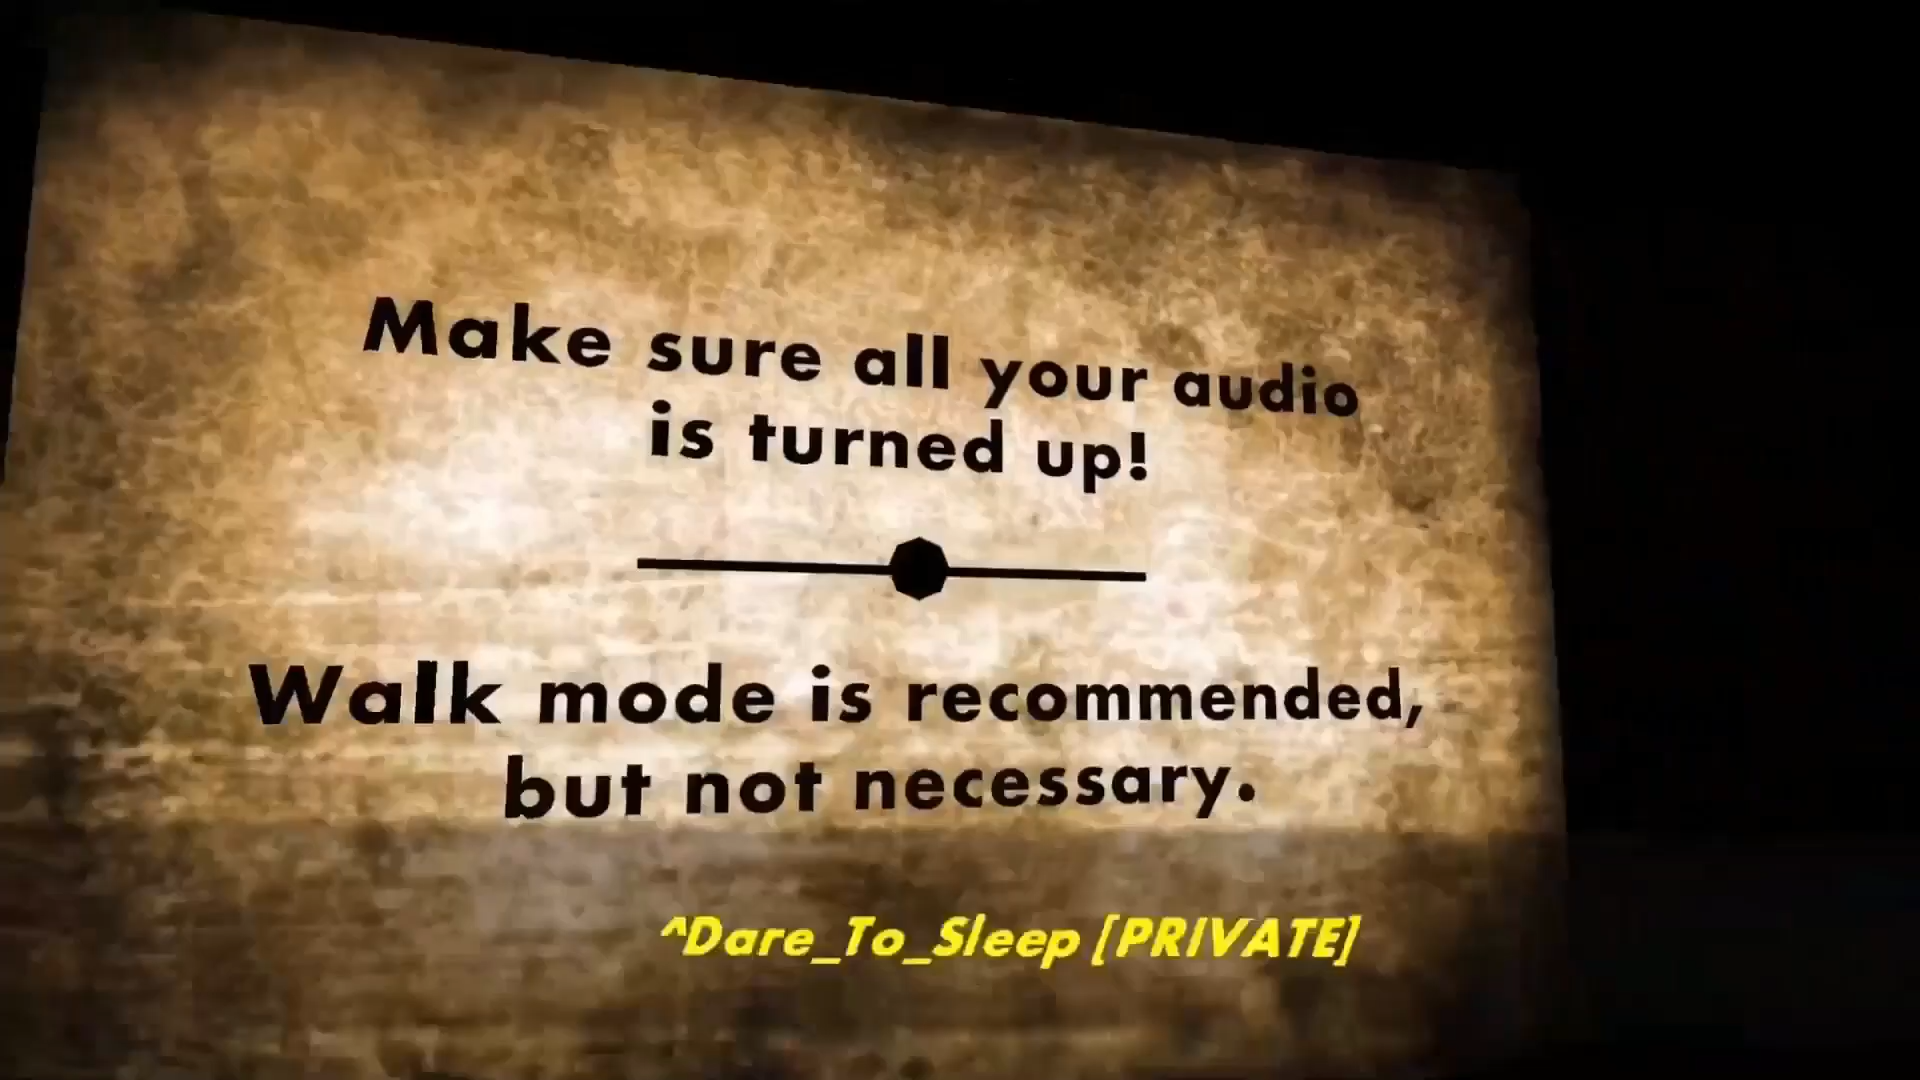 Make sure all your audio
is turned up!
Walk mode is recommended,
but not necessary.
^Dare_To_Sleep [PRIVATE]